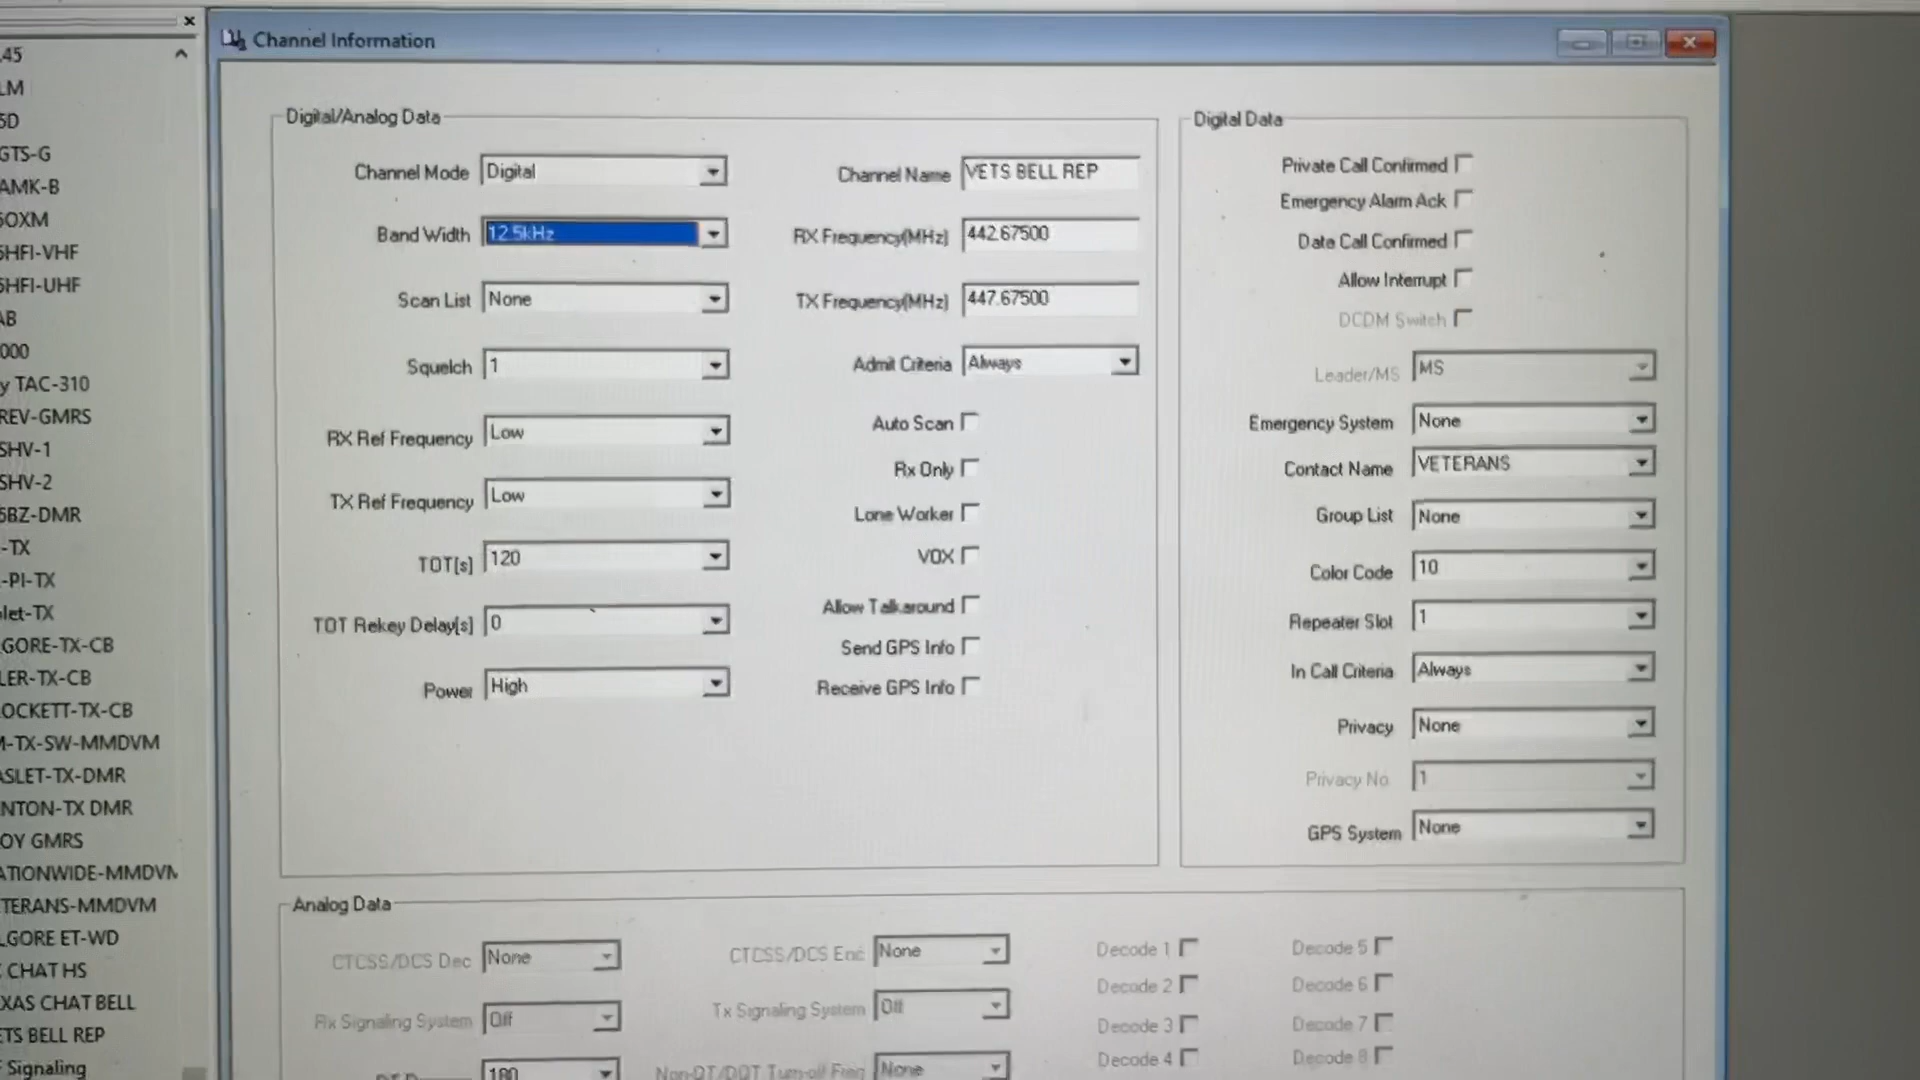 .45
LM
5D
GTS-G
AMK-B
5OXM
5HFI-VHF
5HFI-UHF
AB
000
y TAC-310
REV-GMRS
SHV-1
SHV-2
5BZ-DMR
-TX
-PI-TX
let-TX
GORE-TX-CB
LER-TX-CB
OCKETT-TX-CB
M-TX-SW-MMDVM
ASLET-TX-DMR
NTON-TX DMR
OY GMRS
ATIONWIDE-MMDVM
TERANS-MMDVM
LGORE ET-WD
CHAT HS
XAS CHAT BELL
ETS BELL REP
Signaling
Channel Information
Digital/Analog Data
Channel Mode Digital
Band Width 12.5kHz
Scan List None
Squelch 1
RX Ref Frequency Low
TX Ref Frequency Low
TOT[s] 120
TOT Rekey Delay[s] 0
Power High
Channel Name VETS BELL REP
RX Frequency(MHz) 442.67500
TX Frequency(MHz) 447.67500
Admit Criteria Always
Auto Scan
Rx Only
Lone Worker
VOX
Allow Talkaround
Send GPS Info
Receive GPS Info
Digital Data
Private Call Confirmed
Emergency Alarm Ack
Data Call Confirmed
Allow Interrupt
DCDM Switch
Leader/MS MS
Emergency System None
Contact Name VETERANS
Group List None
Color Code 10
Repeater Slot 1
In Call Criteria Always
Privacy None
Privacy No. 1
GPS System None
Analog Data
CTCSS/DCS Dec None
CTCSS/DCS Enc None
Decode 1
Decode 5
Decode 2
Decode 6
Rx Signaling System Off
Tx Signaling System Off
Decode 3
Decode 7
Decode 4
Decode 8
180
Non-QT/DQT Turn-off Freq None